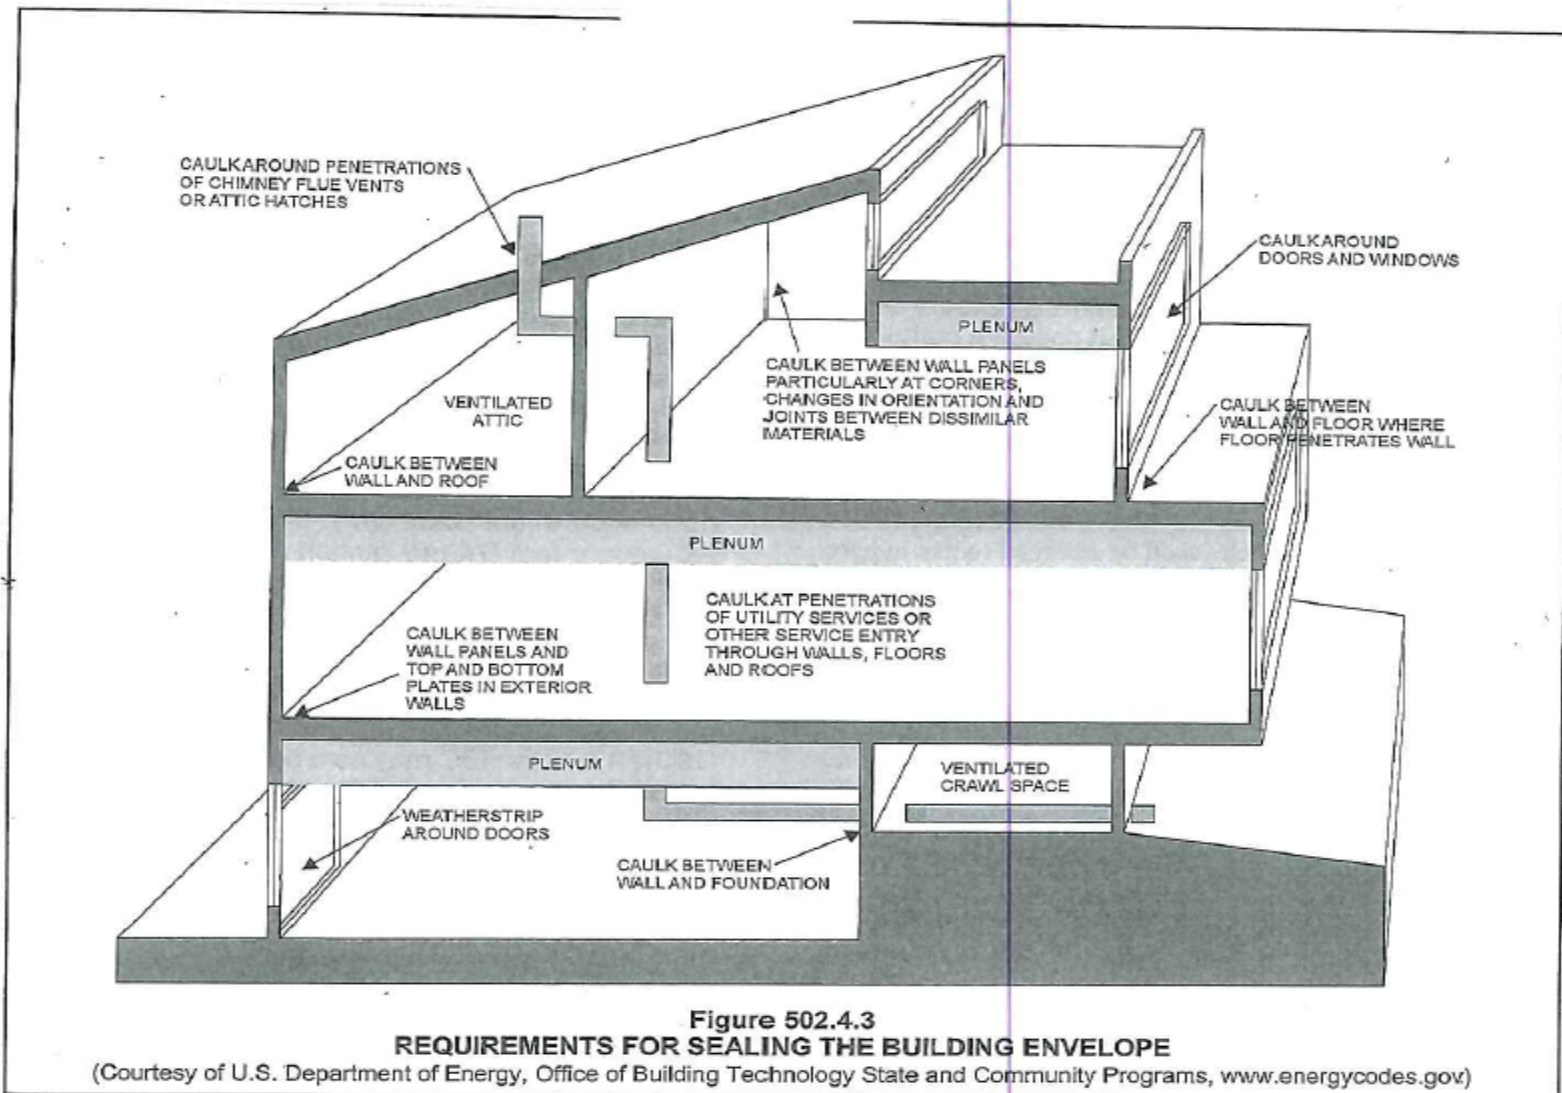 CAULK AROUND PENETRATIONS
OF CHIMNEY FLUE VENTS
OR ATTIC HATCHES
CAULK AROUND
DOORS AND WINDOWS
PLENUM
CAULK BETWEEN WALL PANELS
PARTICULARLY AT CORNERS,
CHANGES IN ORIENTATION AND
JOINTS BETWEEN DISSIMILAR
MATERIALS
VENTILATED
ATTIC
CAULK BETWEEN
WALL AND FLOOR WHERE
FLOOR PENETRATES WALL
CAULK BETWEEN
WALL AND ROOF
PLENUM
CAULK AT PENETRATIONS
OF UTILITY SERVICES OR
OTHER SERVICE ENTRY
THROUGH WALLS, FLOORS
AND ROOFS
CAULK BETWEEN
WALL PANELS AND
TOP AND BOTTOM
PLATES IN EXTERIOR
WALLS
PLENUM
VENTILATED
CRAWL SPACE
WEATHERSTRIP
AROUND DOORS
CAULK BETWEEN
WALL AND FOUNDATION
Figure 502.4.3
REQUIREMENTS FOR SEALING THE BUILDING ENVELOPE
(Courtesy of U.S. Department of Energy, Office of Building Technology State and Community Programs, www.energycodes.gov)